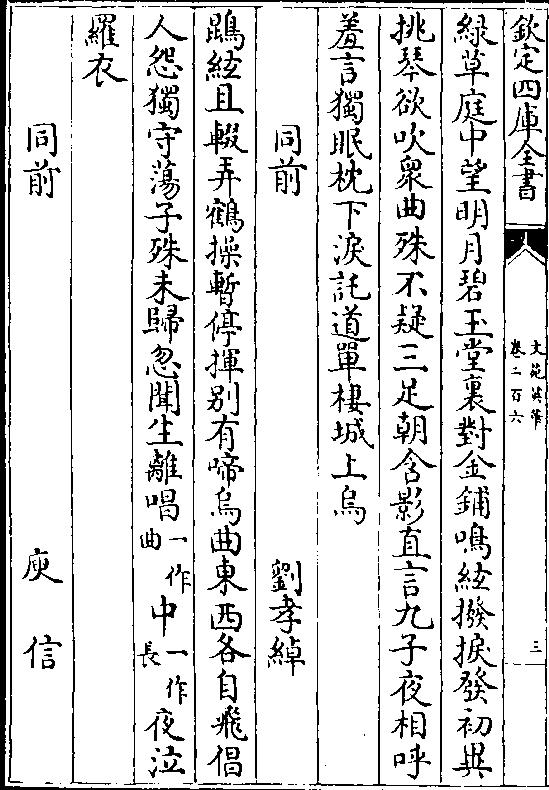 欽定四庫全書
文苑英華
卷二百六
三
綠草庭中望明月碧玉堂裏對金鋪鳴絃撥捩發初異
挑琴欲吹衆曲殊不疑三足朝含影直言九子夜相呼
羞言獨眠枕下淚託道單棲城上烏
同前 劉孝綽
鵾絃且輟弄鶴操暫停揮别有啼烏曲東西各自飛倡
人怨獨守蕩子殊未歸忽聞生離唱一作曲中一作長夜泣
羅衣
同前 庾信